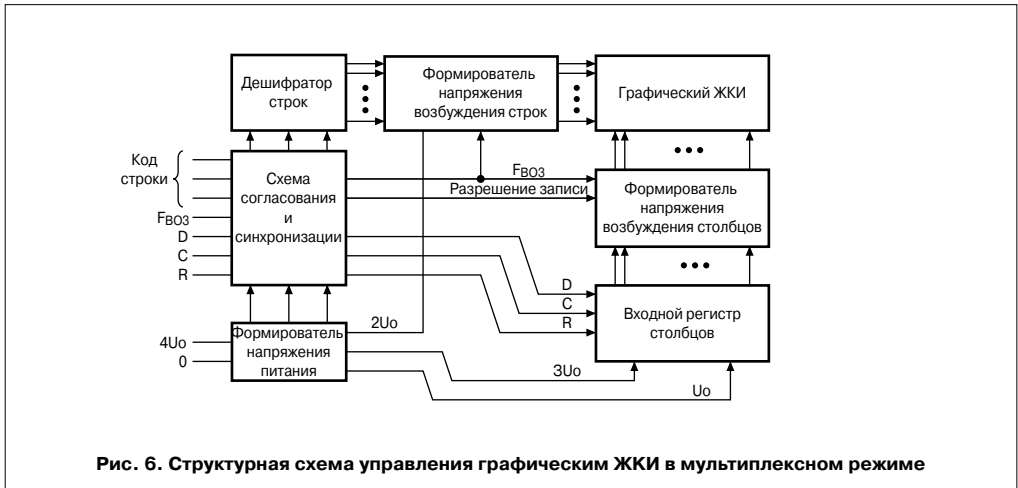 Дешифратор
строк
Формирователь
напряжения
возбуждения строк
Графический ЖКИ
Код
строки
Схема
согласования
и
синхронизации
FВОЗ
Разрешение записи
Формирователь
напряжения
возбуждения столбцов
FВОЗ
D
C
R
D
C
R
Входной регистр
столбцов
4Uo
0
Формирователь
напряжения
питания
2Uo
3Uo
Uo
Рис. 6. Структурная схема управления графическим ЖКИ в мультиплексном режиме